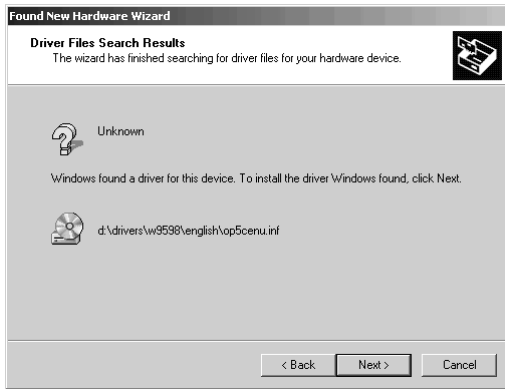 Found New Hardware Wizard
Driver Files Search Results
The wizard has finished searching for driver files for your hardware device.
Unknown
Windows found a driver for this device. To install the driver Windows found, click Next.
d:\drivers\w9598\english\op5cenu.inf
< Back
Next >
Cancel